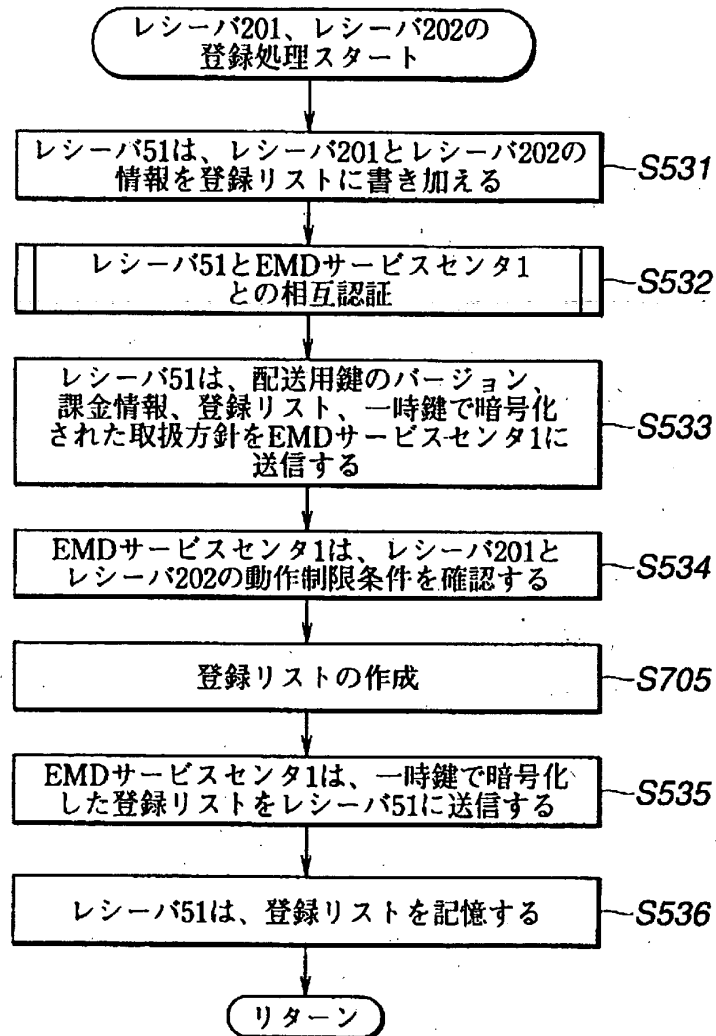 レシーバ201、レシーバ202の
登録処理スタート
レシーバ51は、レシーバ201とレシーバ202の
情報を登録リストに書き加える
S531
レシーバ51とEMDサービスセンタ1
との相互認証
S532
レシーバ51は、配送用鍵のバージョン、
課金情報、登録リスト、一時鍵で暗号化
された取扱方針をEMDサービスセンタ1に
送信する
S533
EMDサービスセンタ1は、レシーバ201と
レシーバ202の動作制限条件を確認する
S534
登録リストの作成
S705
EMDサービスセンタ1は、一時鍵で暗号化
した登録リストをレシーバ51に送信する
S535
レシーバ51は、登録リストを記憶する
S536
リターン